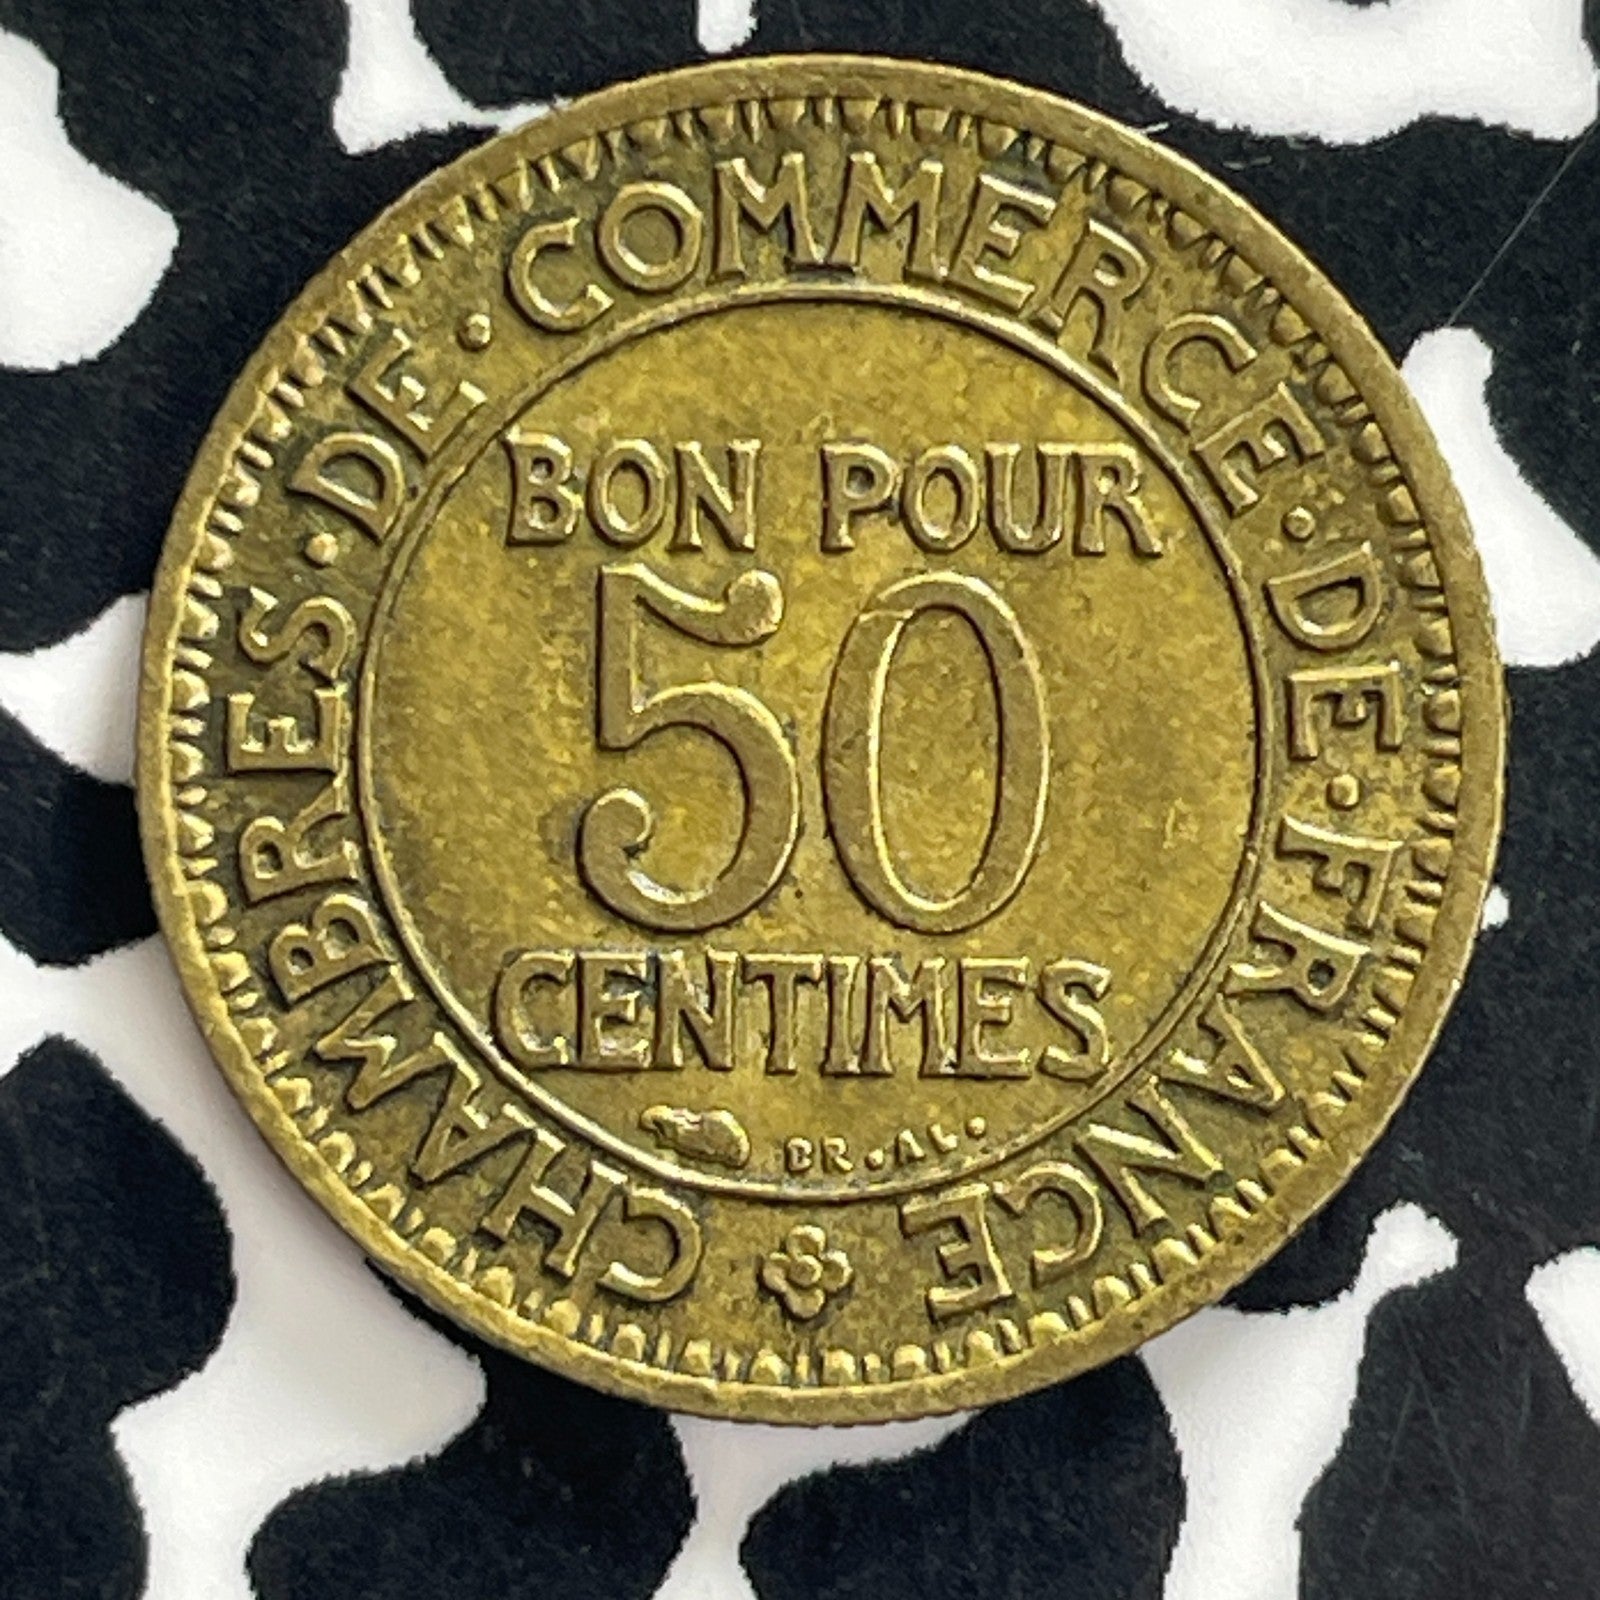 CHAMBRES·DE·COMMERCE·DE·FRANCE
BON POUR
50
CENTIMES
BR.AL.